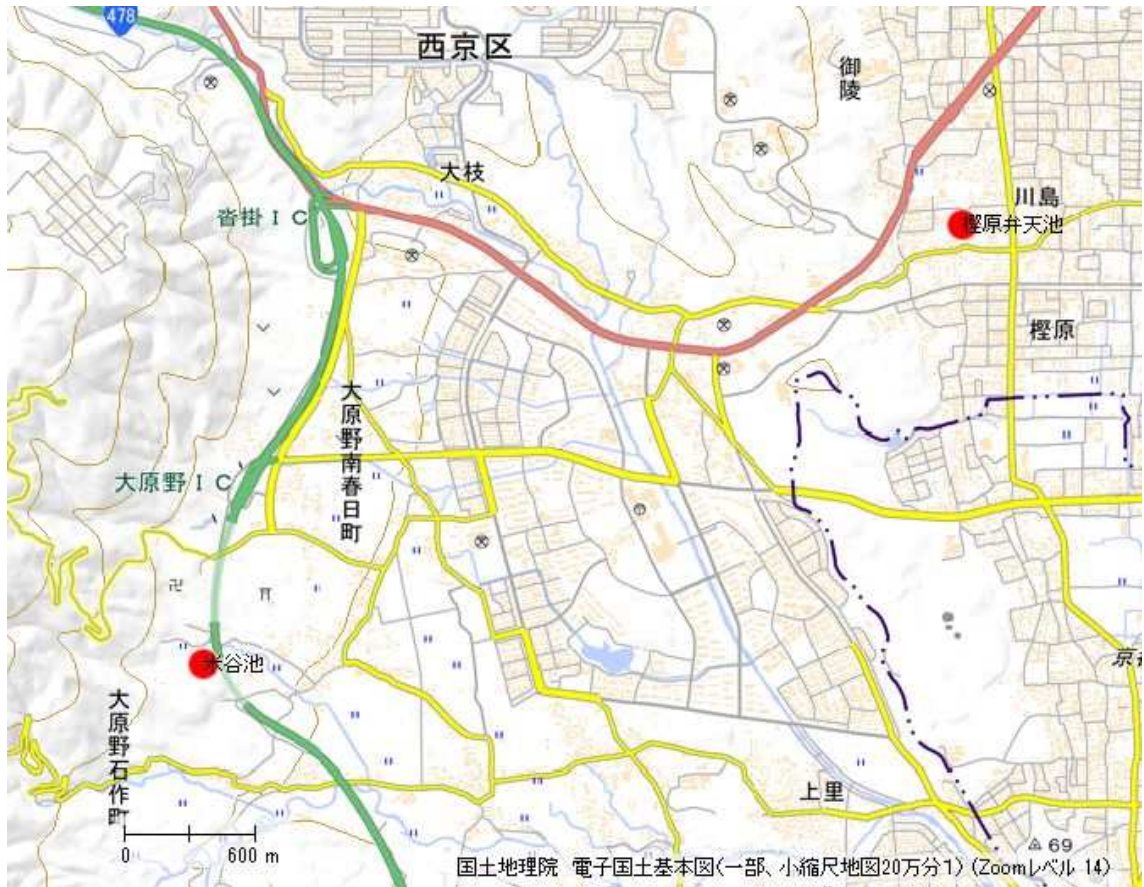 478
西京区
御陵
大枝
川島
沓掛IC
樫原弁天池
樫原
大原野南春日町
大原野IC
米谷池
大原野石作町
上里
0 600 m
69
国土地理院 電子国土基本図(一部、小縮尺地図20万分1) (Zoomレベル 14)